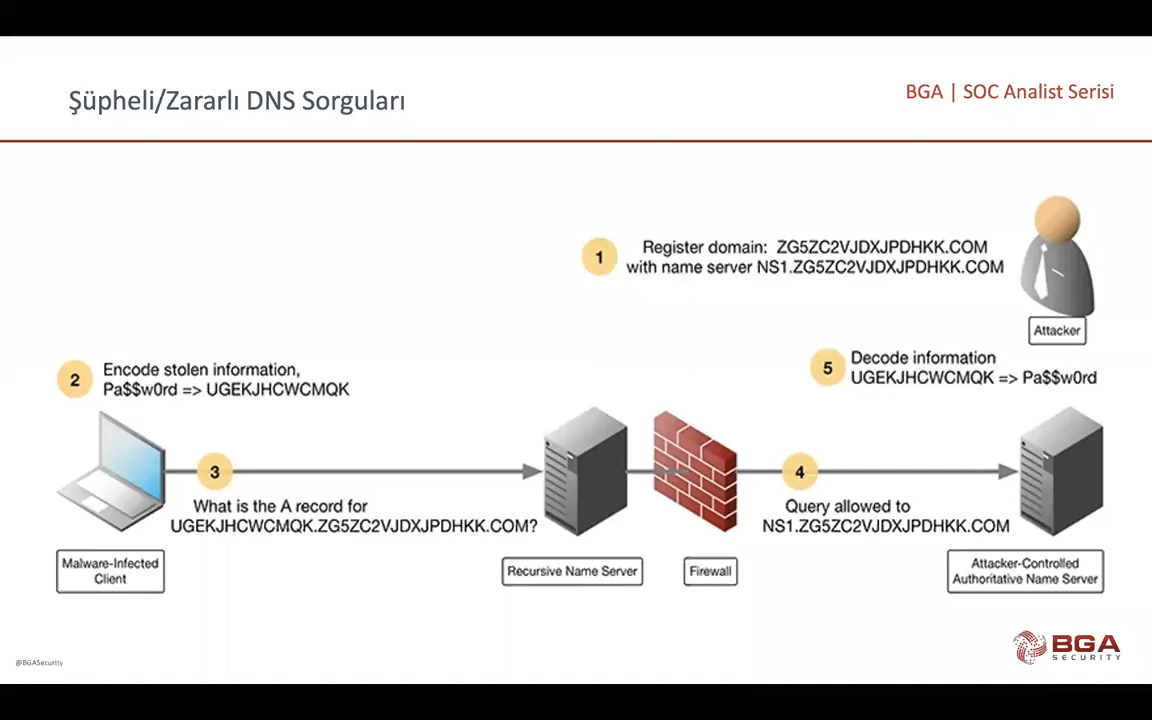 Şüpheli/Zararlı DNS Sorguları
BGA | SOC Analist Serisi
1
Register domain: ZG5ZC2VJDXJPDHKK.COM
with name server NS1.ZG5ZC2VJDXJPDHKK.COM
Attacker
2
Encode stolen information,
Pa$$w0rd => UGEKJHCWCMQK
5
Decode information
UGEKJHCWCMQK => Pa$$w0rd
3
What is the A record for
UGEKJHCWCMQK.ZG5ZC2VJDXJPDHKK.COM?
4
Query allowed to
NS1.ZG5ZC2VJDXJPDHKK.COM
Malware-Infected
Client
Recursive Name Server
Firewall
Attacker-Controlled
Authoritative Name Server
@BGASecurity
BGA
SECURITY